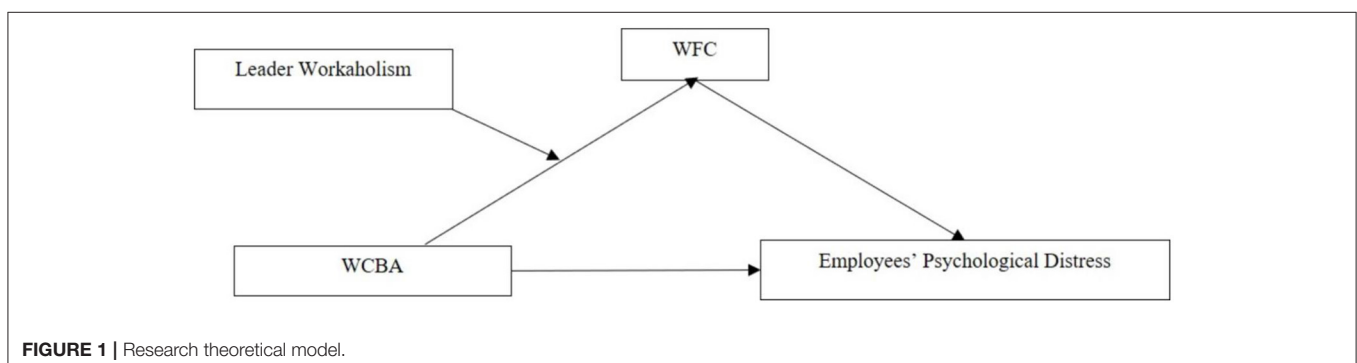 WFC
Leader Workaholism
WCBA
Employees’ Psychological Distress
FIGURE 1 | Research theoretical model.